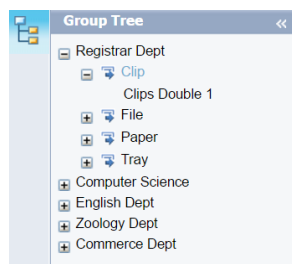 Group Tree «
Registrar Dept
Clip
Clips Double 1
File
Paper
Tray
Computer Science
English Dept
Zoology Dept
Commerce Dept